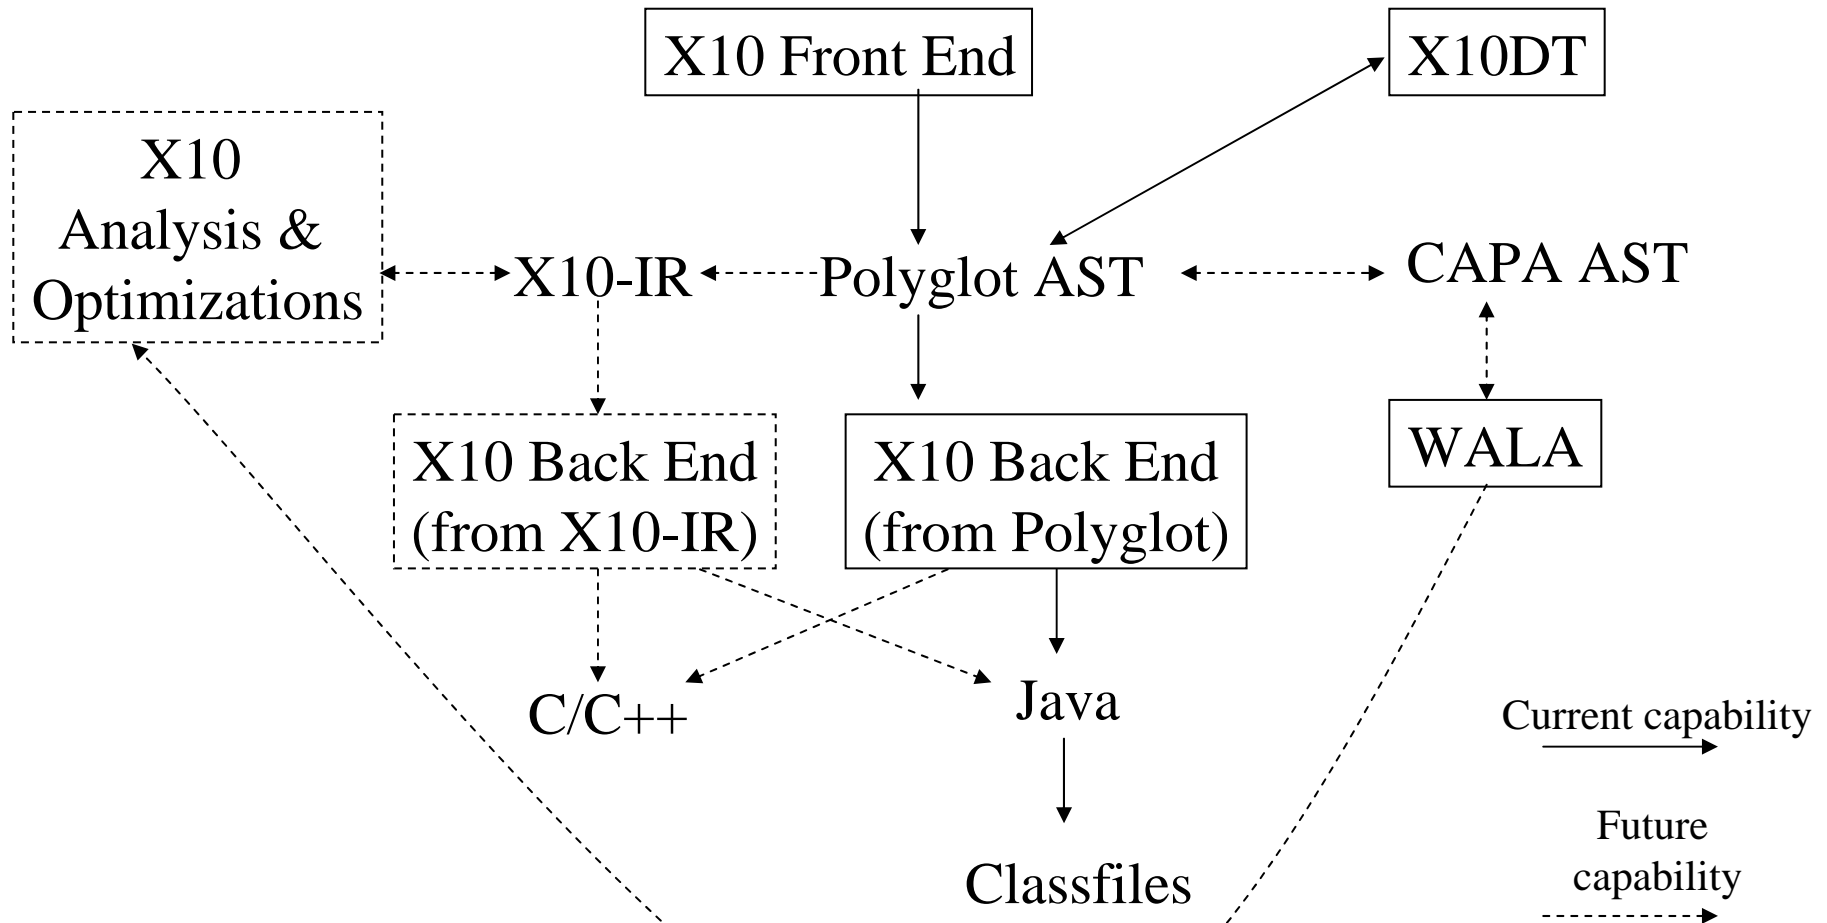 X10 Front End
X10DT
X10
Analysis &
Optimizations
X10-IR
Polyglot AST
CAPA AST
X10 Back End
(from X10-IR)
X10 Back End
(from Polyglot)
WALA
C/C++
Java
Current capability
Future
capability
Classfiles